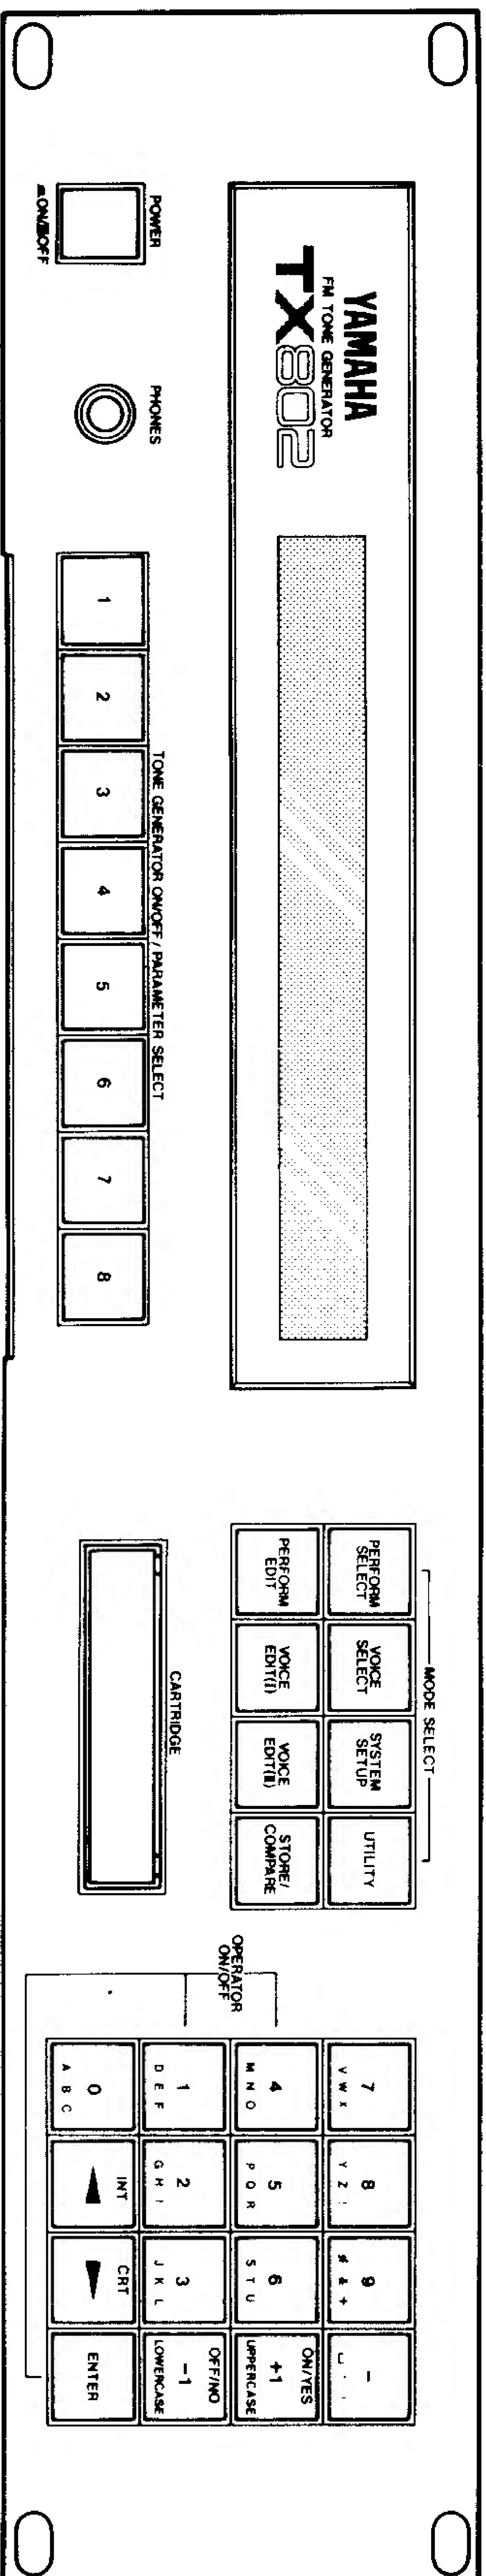 YAMAHA
FM TONE GENERATOR
TX802
POWER
ON/ OFF
PHONES
TONE GENERATOR ON/OFF / PARAMETER SELECT
1 2 3 4 5 6 7 8
MODE SELECT
PERFORM
SELECT
VOICE
SELECT
SYSTEM
SETUP
UTILITY
PERFORM
EDIT
VOICE
EDIT(I)
VOICE
EDIT(II)
STORE/
COMPARE
CARTRIDGE
OPERATOR
ON/OFF
7
V W X
8
Y Z !
9
# & +
-
4
M N O
5
P Q R
6
S T U
ON/YES
+1
UPPERCASE
1
D E F
2
G H I
3
J K L
OFF/NO
-1
LOWERCASE
0
A B C
INT
◀
CRT
▶
ENTER